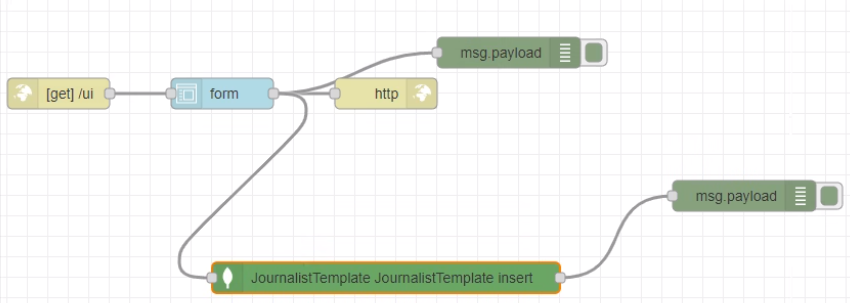 msg.payload
[get] /ui
form
http
msg.payload
JournalistTemplate JournalistTemplate insert